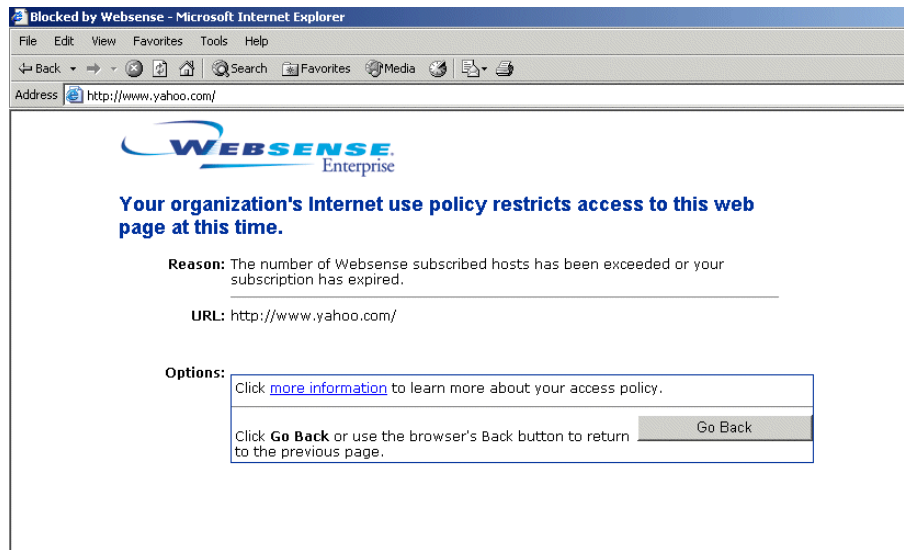 Blocked by Websense - Microsoft Internet Explorer
File Edit View Favorites Tools Help
Back Search Favorites Media
Address http://www.yahoo.com/
WEBSENSE.
Enterprise
Your organization's Internet use policy restricts access to this web
page at this time.
Reason: The number of Websense subscribed hosts has been exceeded or your
subscription has expired.
URL: http://www.yahoo.com/
Options:
Click more information to learn more about your access policy.
Click Go Back or use the browser's Back button to return
to the previous page.
Go Back